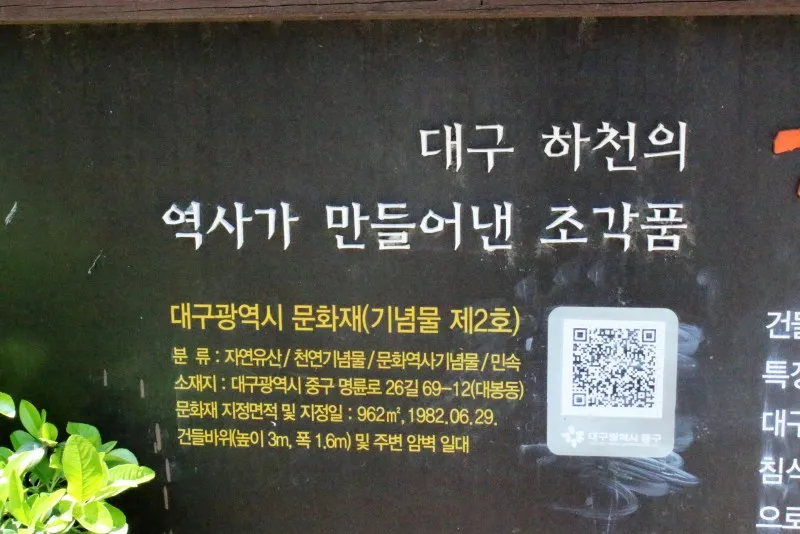 대구 하천의
역사가 만들어낸 조각품
대구광역시 문화재(기념물 제2호)
분 류 : 자연유산 / 천연기념물 / 문화역사기념물 / 민속
소재지 : 대구광역시 중구 명륜로 26길 69-12(대봉동)
문화재 지정면적 및 지정일 : 962㎡, 1982.06.29.
건들바위(높이 3m, 폭 1.6m) 및 주변 암벽 일대
대구광역시 중구
건들
특징
대구
침식
으로